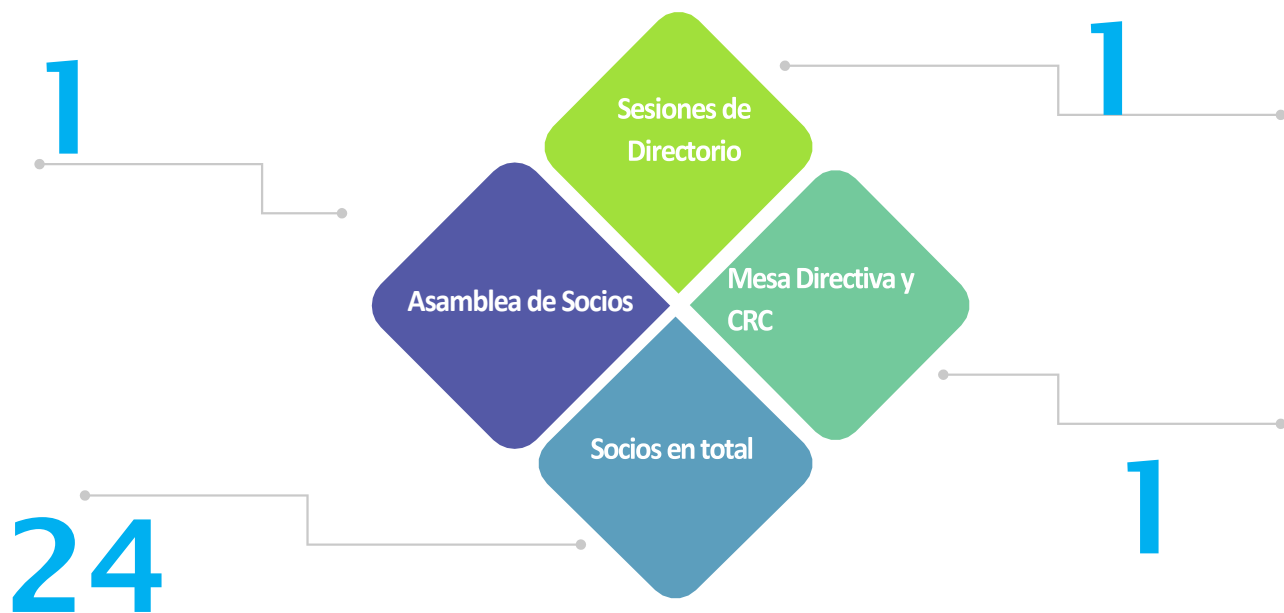 1
1
Sesiones de
Directorio
Mesa Directiva y
CRC
Asamblea de Socios
Socios en total
1
24